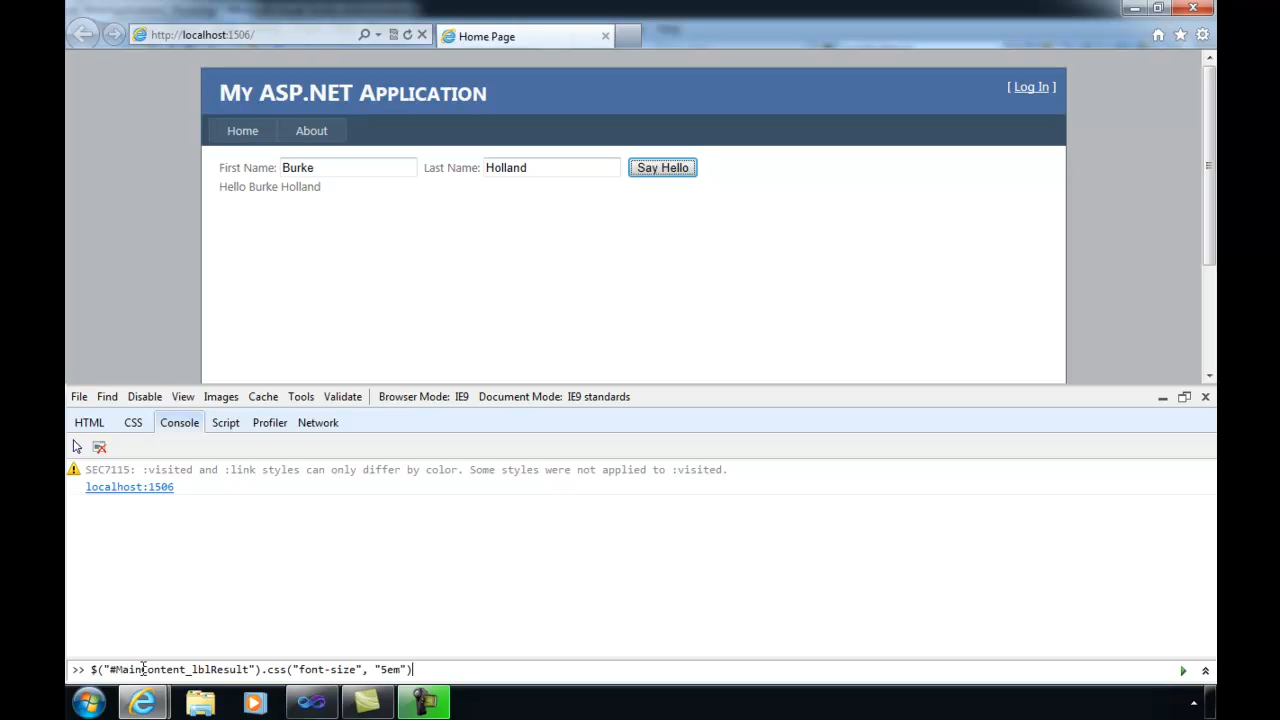 http://localhost:1506/
Home Page
MY ASP.NET APPLICATION
[ Log In ]
Home
About
First Name: Burke Last Name: Holland Say Hello
Hello Burke Holland
File Find Disable View Images Cache Tools Validate Browser Mode: IE9 Document Mode: IE9 standards
HTML CSS Console Script Profiler Network
SEC7115: :visited and :link styles can only differ by color. Some styles were not applied to :visited.
localhost:1506
>> $("#MainContent_lblResult").css("font-size", "5em")